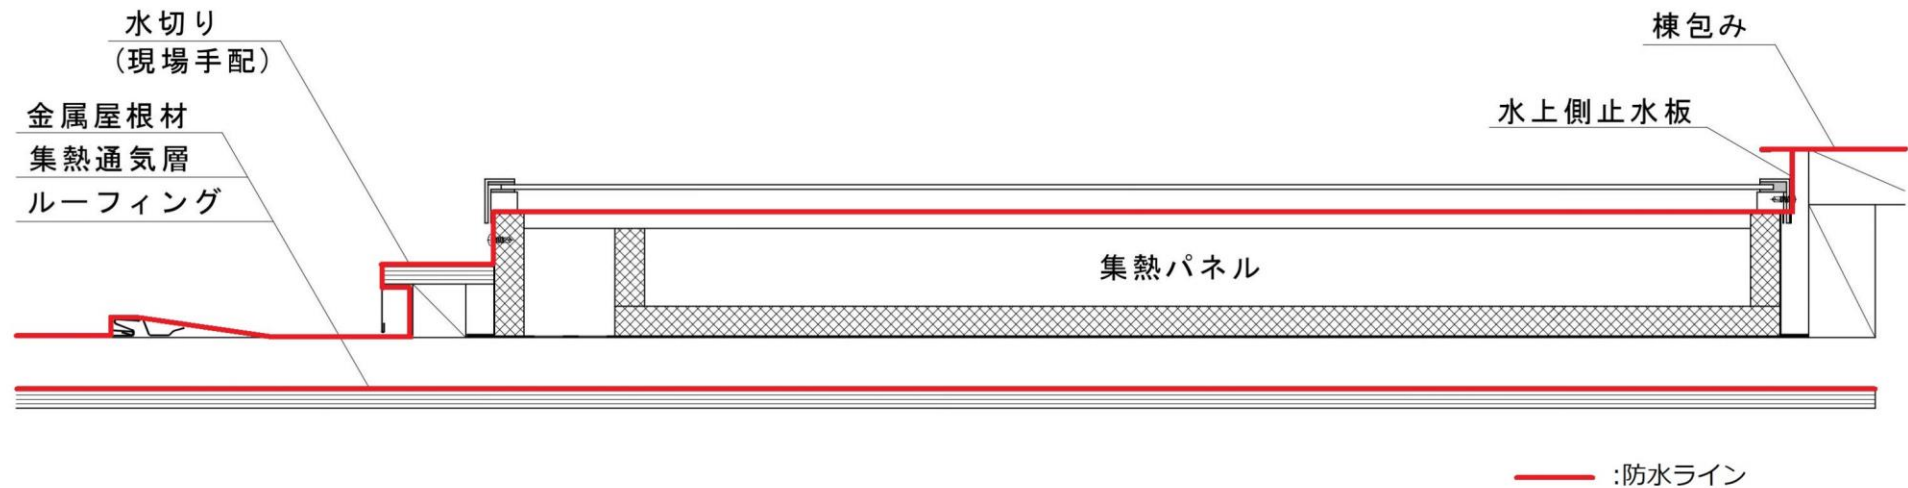 水切り
(現場手配)
金属屋根材
集熱通気層
ルーフィング
棟包み
水上側止水板
集熱パネル
:防水ライン